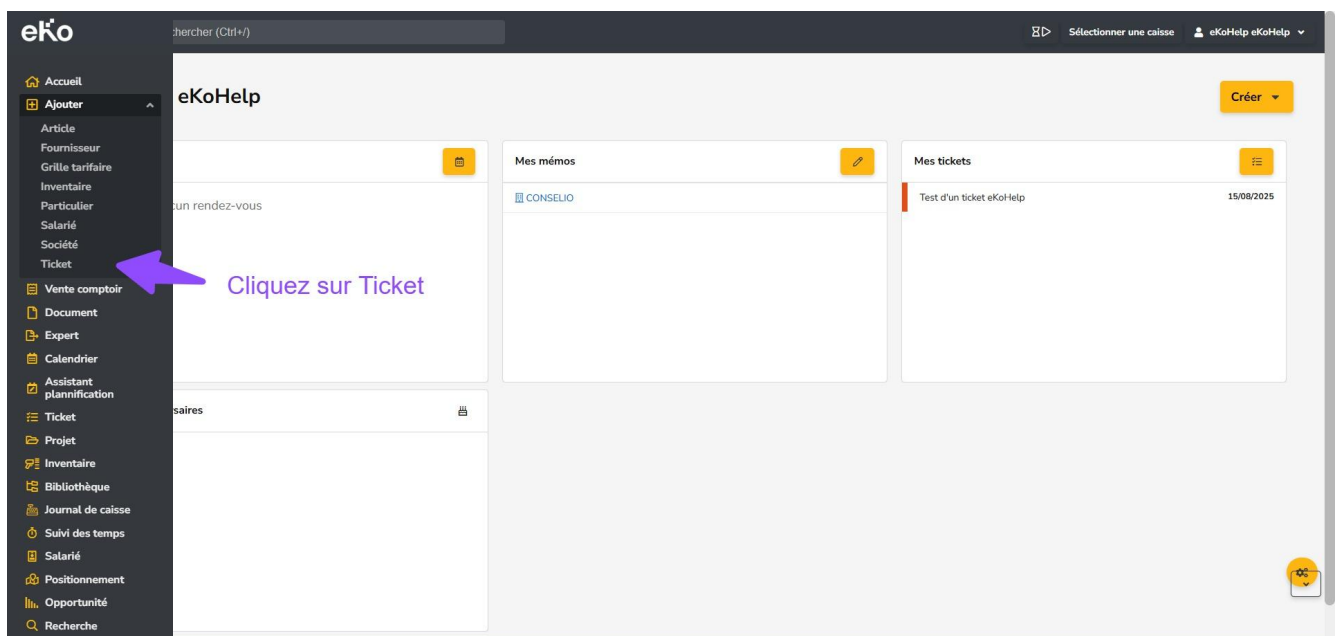 eko
chercher (Ctrl+/)
Sélectionner une caisse
eKoHelp eKoHelp
Accueil
Ajouter
Article
Fournisseur
Grille tarifaire
Inventaire
Particulier
Salarié
Société
Ticket
Vente comptoir
Document
Expert
Calendrier
Assistant
plannification
Ticket
Projet
Inventaire
Bibliothèque
Journal de caisse
Suivi des temps
Salarié
Positionnement
Opportunité
Recherche
eKoHelp
Créer
cun rendez-vous
Cliquez sur Ticket
Mes mémos
CONSELIO
Mes tickets
Test d'un ticket eKoHelp
15/08/2025
saires